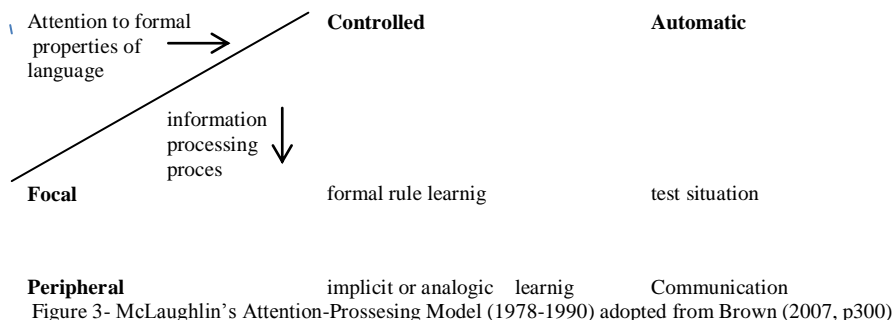 Attention to formal Controlled Automatic
properties of
language
information
processing
proces
Focal formal rule learnig test situation
Peripheral implicit or analogic learnig Communication
Figure 3- McLaughlin’s Attention-Prossesing Model (1978-1990) adopted from Brown (2007, p300)